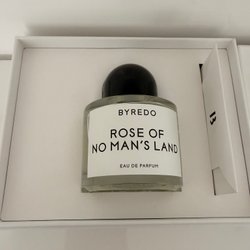 BYREDO
ROSE OF
NO MAN'S LAND
EAU DE PARFUM